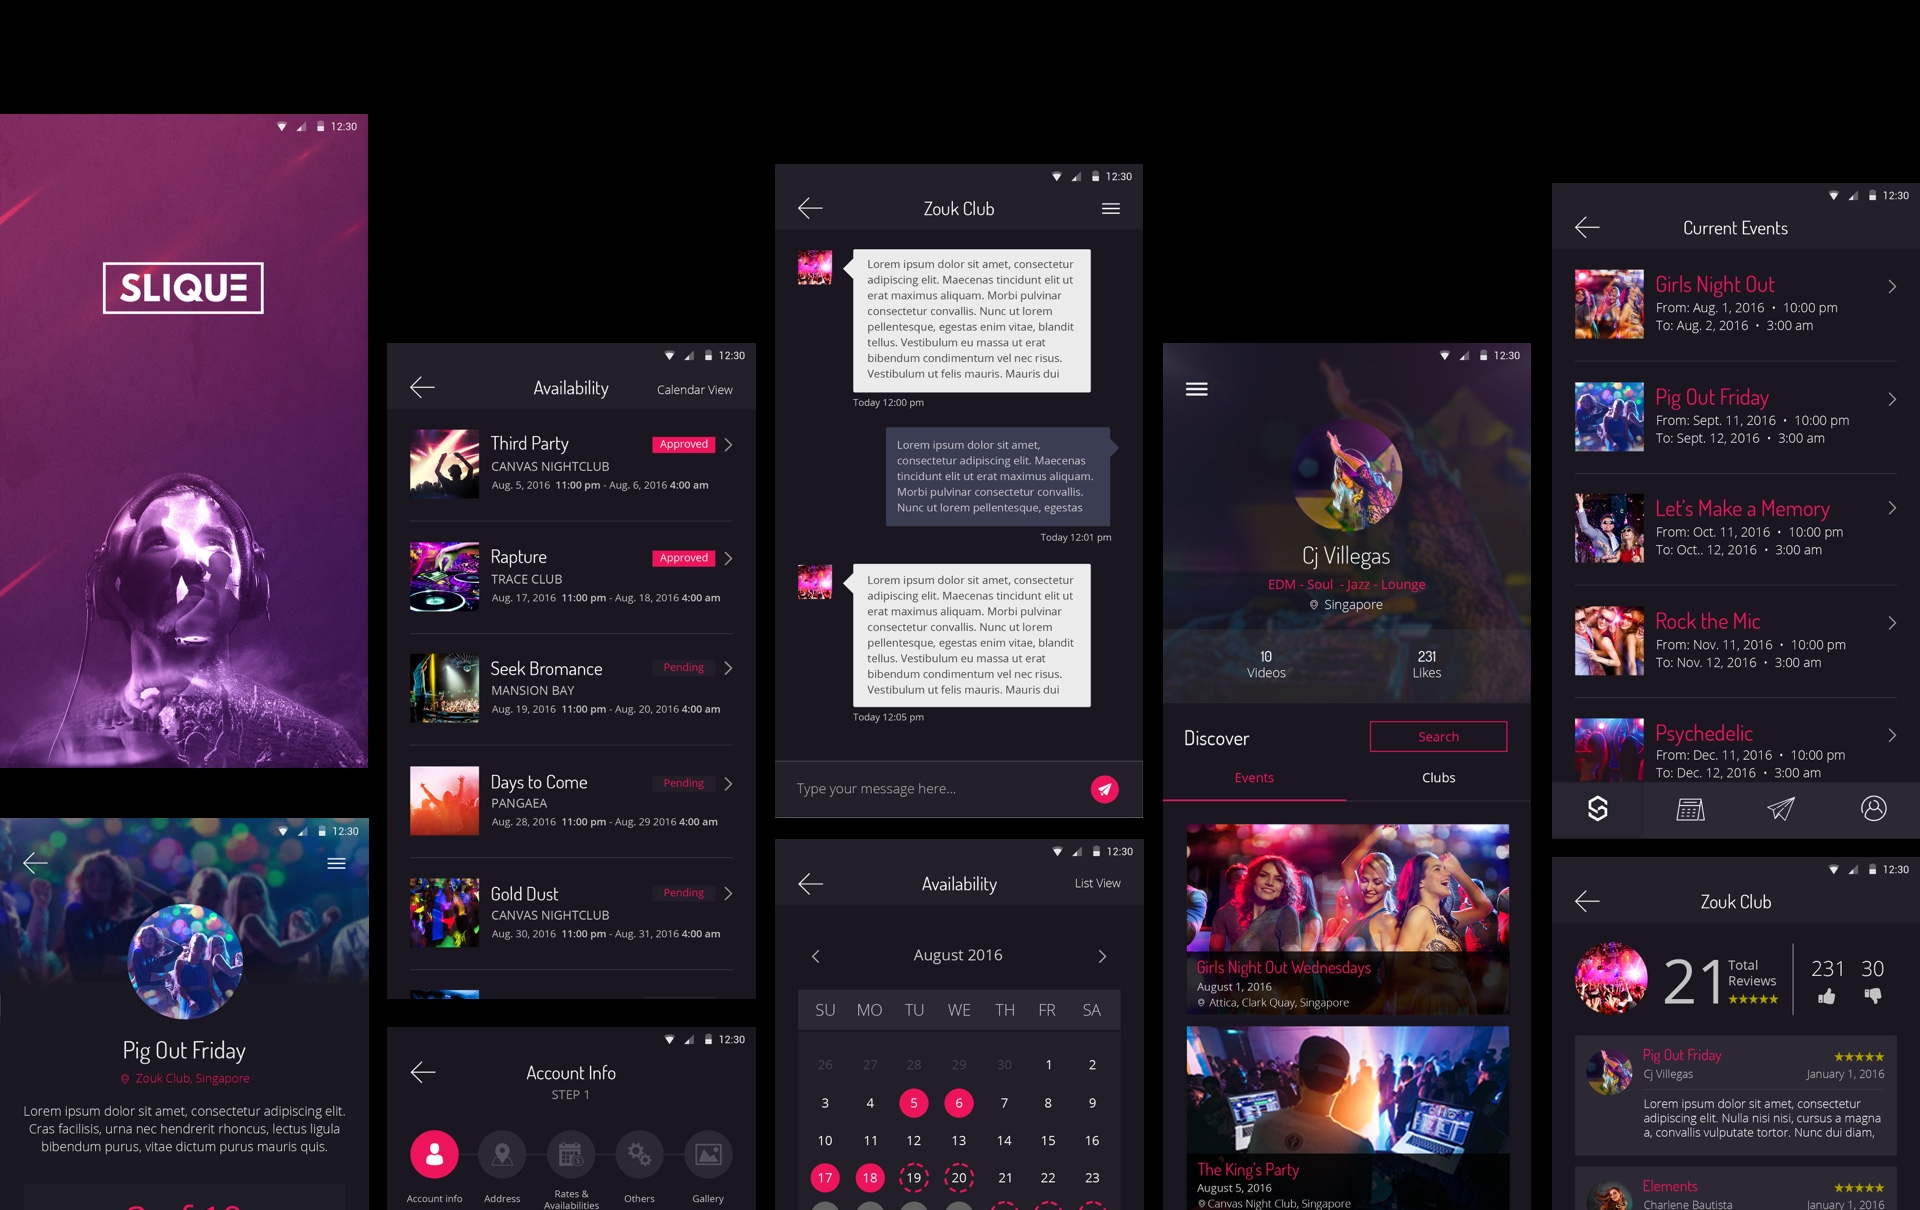 12:30
SLIQUE
12:30
Pig Out Friday
Zouk Club, Singapore
Lorem ipsum dolor sit amet, consectetur adipiscing elit.
Cras facilisis, urna nec hendrerit rhoncus, lectus ligula
bibendum purus, vitae dictum purus mauris quis.
12:30
Availability
Calendar View
Third Party
Approved
CANVAS NIGHTCLUB
Aug. 5, 2016 11:00 pm - Aug. 6, 2016 4:00 am
Rapture
Approved
TRACE CLUB
Aug. 17, 2016 11:00 pm - Aug. 18, 2016 4:00 am
Seek Bromance
Pending
MANSION BAY
Aug. 19, 2016 11:00 pm - Aug. 20, 2016 4:00 am
Days to Come
Pending
PANGAEA
Aug. 28, 2016 11:00 pm - Aug. 29 2016 4:00 am
Gold Dust
Pending
CANVAS NIGHTCLUB
Aug. 30, 2016 11:00 pm - Aug. 31, 2016 4:00 am
12:30
Account Info
STEP 1
Account info
Address
Rates &
Availabilities
Others
Gallery
12:30
Zouk Club
Lorem ipsum dolor sit amet, consectetur
adipiscing elit. Maecenas tincidunt elit ut
erat maximus aliquam. Morbi pulvinar
consectetur convallis. Nunc ut lorem
pellentesque, egestas enim vitae, blandit
tellus. Vestibulum eu massa ut erat
bibendum condimentum vel nec risus.
Vestibulum ut felis mauris. Mauris dui
Today 12:00 pm
Lorem ipsum dolor sit amet,
consectetur adipiscing elit. Maecenas
tincidunt elit ut erat maximus aliquam.
Morbi pulvinar consectetur convallis.
Nunc ut lorem pellentesque, egestas
Today 12:01 pm
Lorem ipsum dolor sit amet, consectetur
adipiscing elit. Maecenas tincidunt elit ut
erat maximus aliquam. Morbi pulvinar
consectetur convallis. Nunc ut lorem
pellentesque, egestas enim vitae, blandit
tellus. Vestibulum eu massa ut erat
bibendum condimentum vel nec risus.
Vestibulum ut felis mauris. Mauris dui
Today 12:05 pm
Type your message here...
12:30
Availability
List View
August 2016
SU MO TU WE TH FR SA
26 27 28 29 30 1 2
3 4 5 6 7 8 9
10 11 12 13 14 15 16
17 18 19 20 21 22 23
12:30
Cj Villegas
EDM - Soul - Jazz - Lounge
Singapore
10
Videos
231
Likes
Discover
Search
Events
Clubs
Girls Night Out Wednesdays
August 1, 2016
Attica, Clark Quay, Singapore
The King's Party
August 5, 2016
Canvas Night Club, Singapore
12:30
Current Events
Girls Night Out
From: Aug. 1, 2016 • 10:00 pm
To: Aug. 2, 2016 • 3:00 am
Pig Out Friday
From: Sept. 11, 2016 • 10:00 pm
To: Sept. 12, 2016 • 3:00 am
Let's Make a Memory
From: Oct. 11, 2016 • 10:00 pm
To: Oct.. 12, 2016 • 3:00 am
Rock the Mic
From: Nov. 11, 2016 • 10:00 pm
To: Nov. 12, 2016 • 3:00 am
Psychedelic
From: Dec. 11, 2016 • 10:00 pm
To: Dec. 12, 2016 • 3:00 am
12:30
Zouk Club
21
Total
Reviews
231
30
Pig Out Friday
Cj Villegas
January 1, 2016
Lorem ipsum dolor sit amet, consectetur
adipiscing elit. Nulla nisi nisi, cursus a magna
a, convallis vulputate tortor. Nunc dui diam,
Elements
Charlene Bautista
January 1, 2016